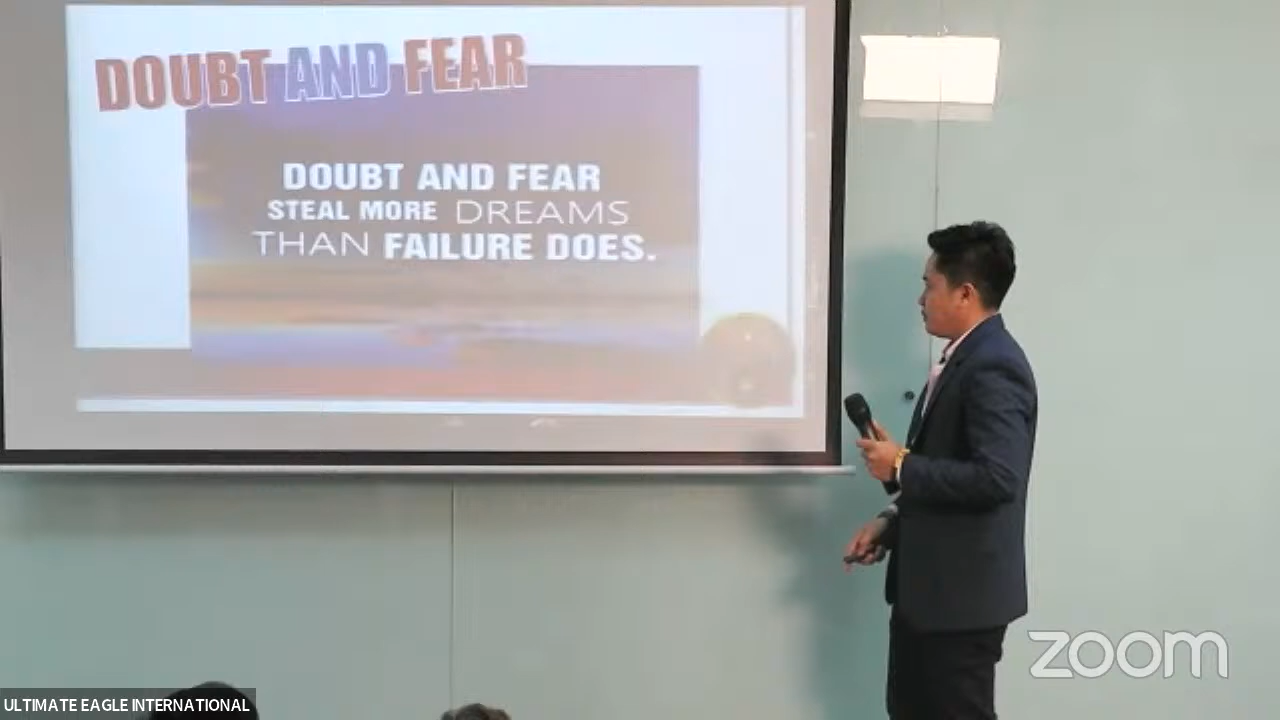 DOUBT AND FEAR
DOUBT AND FEAR
STEAL MORE DREAMS
THAN FAILURE DOES.
zoom
ULTIMATE EAGLE INTERNATIONAL